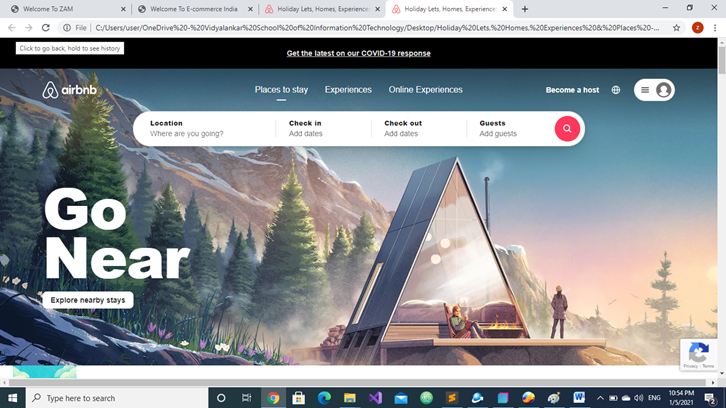 Welcome To ZAM
Welcome To E-commerce India
Holiday Lets, Homes, Experiences
Holiday Lets, Homes, Experiences
File
C:/Users/user/OneDrive%20-%20Vidyalankar%20School%20of%20Information%20Technology/Desktop/Holiday%20Lets,%20Homes,%20Experiences%20&%20Places%20-...
Z
Click to go back, hold to see history
Get the latest on our COVID-19 response
airbnb
Places to stay
Experiences
Online Experiences
Become a host
Location
Where are you going?
Check in
Add dates
Check out
Add dates
Guests
Add guests
Go
Near
Explore nearby stays
Privacy - Terms
Type here to search
ENG
10:54 PM
1/5/2021
2